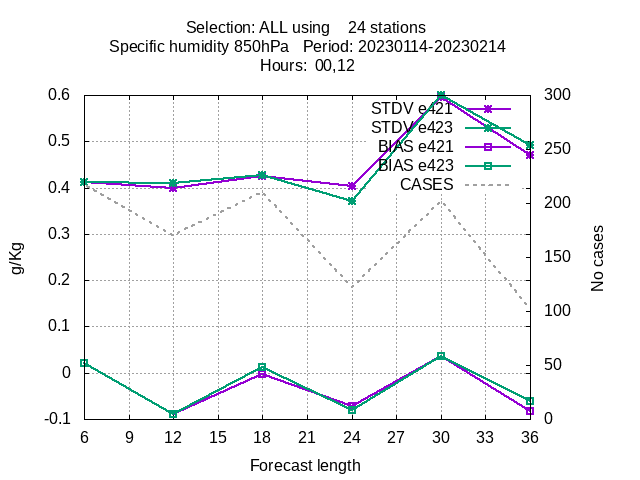 Selection: ALL using    24 stations
Specific humidity 850hPa   Period: 20230114-20230214
Hours:  00,12
0.6
0.5
0.4
0.3
0.2
0.1
0
-0.1
g/Kg
STDV e421
STDV e423
BIAS e421
BIAS e423
CASES
300
250
200
150
100
50
0
No cases
6 9 12 15 18 21 24 27 30 33 36
Forecast length